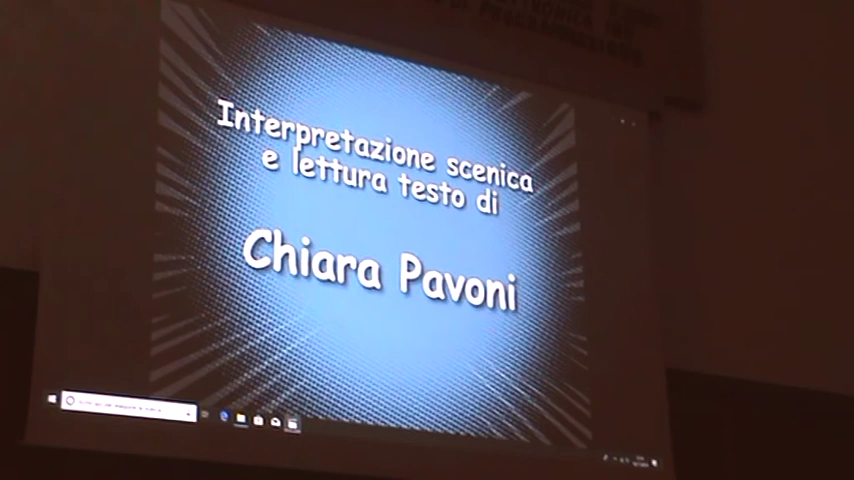 Interpretazione scenica
e lettura testo di
Chiara Pavoni